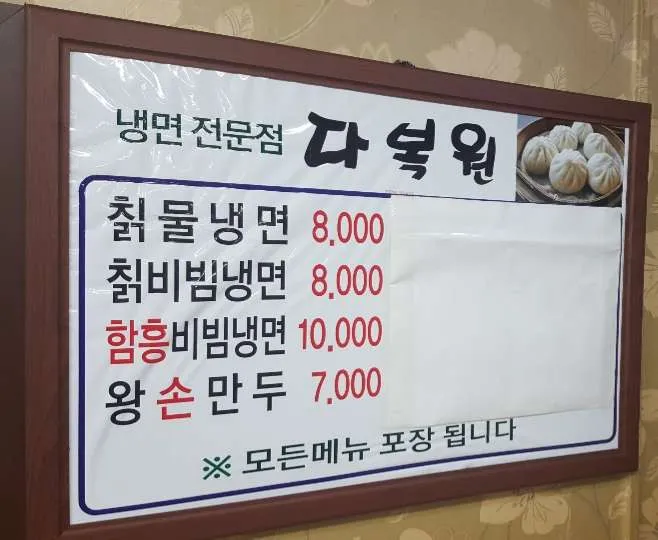 냉면 전문점 다복원
칡물냉면 8,000
칡비빔냉면 8,000
함흥비빔냉면 10,000
왕손만두 7,000
※ 모든메뉴 포장 됩니다